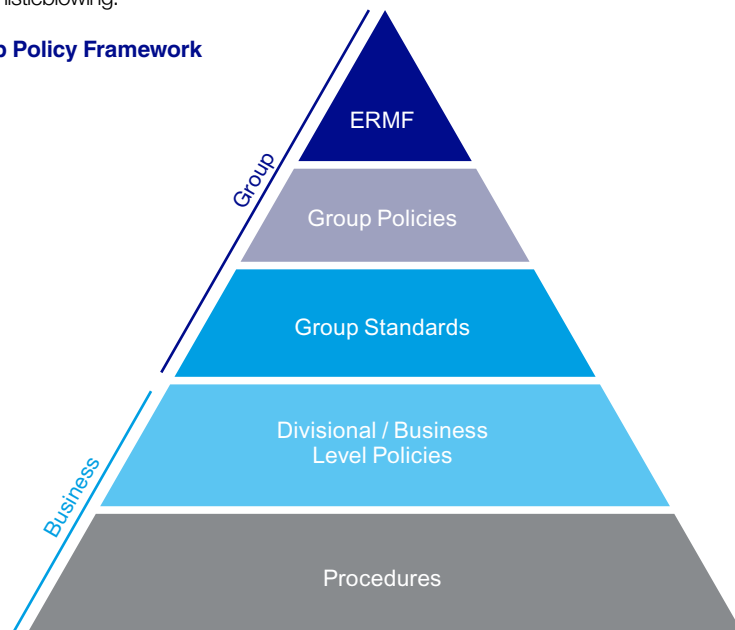 Policy Framework
ERMF
Group
Group Policies
Group Standards
Divisional / Business
Level Policies
Business
Procedures